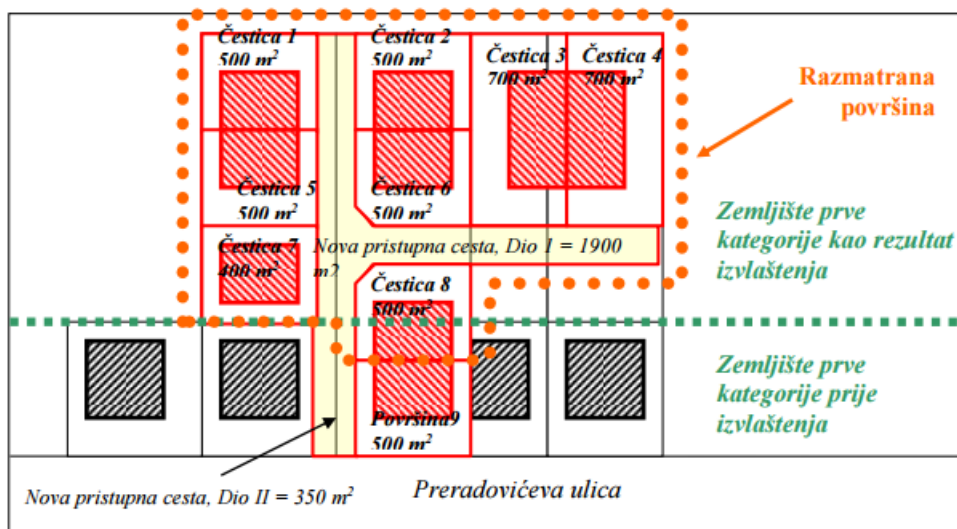 Čestica 1
500 m²
Čestica 2
500 m²
Čestica 3
700 m²
Čestica 4
700 m²
Razmatrana
površina
Čestica 5
500 m²
Čestica 6
500 m²
Zemljište prve
kategorije kao rezultat
izvlaštenja
Čestica 7
400 m²
Nova pristupna cesta, Dio I = 1900
m2
Čestica 8
500 m²
Zemljište prve
kategorije prije
izvlaštenja
Površina9
500 m²
Nova pristupna cesta, Dio II = 350 m²
Preradovićeva ulica